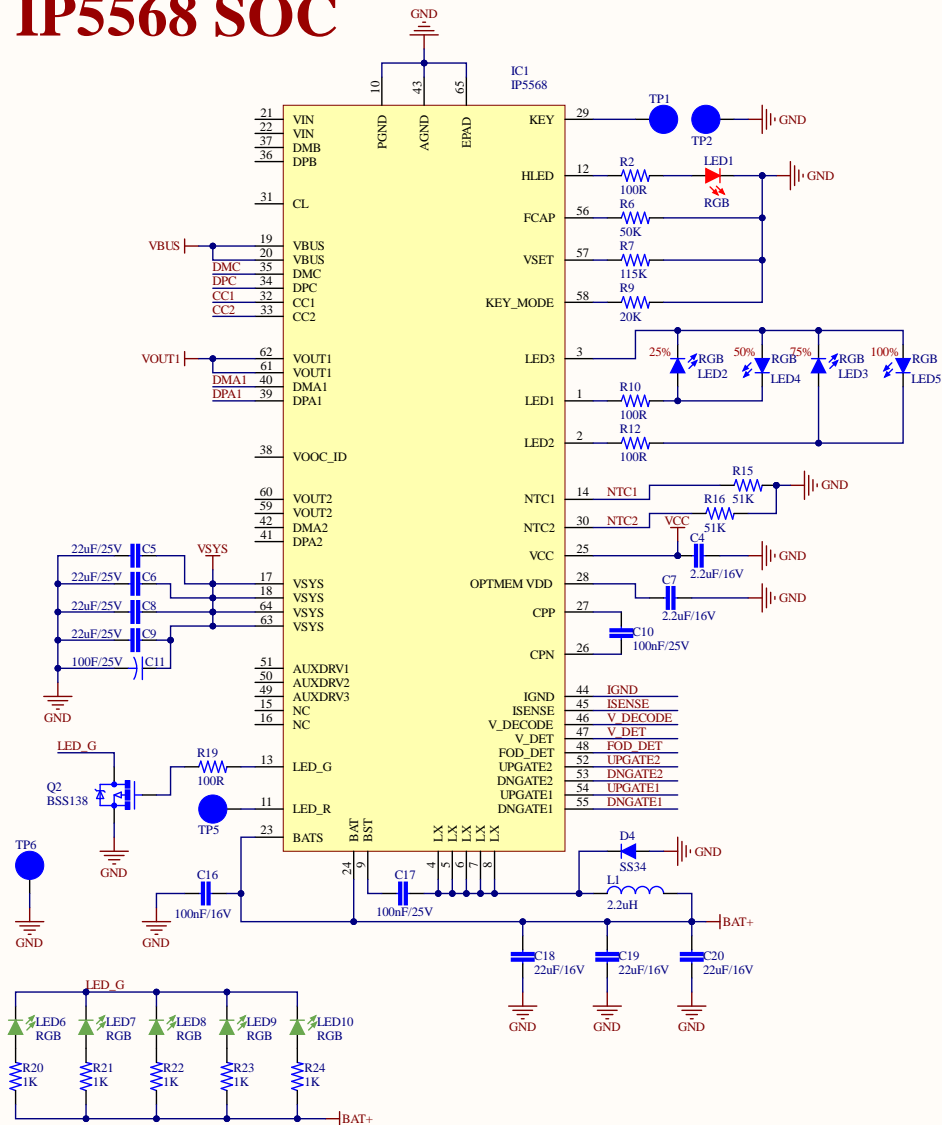 IP5568 SOC
GND
IC1
IP5568
10
43
65
PGND
AGND
EPAD
21 VIN
22 VIN
37 DMB
36 DPB
31 CL
VBUS
19 VBUS
20 VBUS
DMC 35 DMC
DPC 34 DPC
CC1 32 CC1
CC2 33 CC2
VOUT1
62 VOUT1
61 VOUT1
DMA1 40 DMA1
DPA1 39 DPA1
38 VOOC_ID
60 VOUT2
59 VOUT2
42 DMA2
41 DPA2
VSYS
22uF/25V C5
22uF/25V C6
22uF/25V C8
22uF/25V C9
100F/25V C11
GND
17 VSYS
18 VSYS
64 VSYS
63 VSYS
51 AUXDRV1
50 AUXDRV2
49 AUXDRV3
15 NC
16 NC
LED_G
Q2
BSS138
GND
R19
100R
13 LED_G
TP5
11 LED_R
23 BATS
TP6
GND
KEY 29
TP1
TP2
GND
HLED 12
R2
100R
LED1
RGB
GND
FCAP 56
R6
50K
VSET 57
R7
115K
KEY_MODE 58
R9
20K
LED3 3
25% RGB
LED2
50% RGB
LED4
75% RGB
LED3
100% RGB
LED5
LED1 1
R10
100R
LED2 2
R12
100R
NTC1 14 NTC1
R15
51K
GND
NTC2 30 NTC2
R16
51K
VCC
VCC 25
C4
2.2uF/16V
GND
OPTMEM VDD 28
C7
2.2uF/16V
GND
CPP 27
C10
100nF/25V
CPN 26
IGND 44 IGND
ISENSE 45 ISENSE
V_DECODE 46 V_DECODE
V_DET 47 V_DET
FOD_DET 48 FOD_DET
UPGATE2 52 UPGATE2
DNGATE2 53 DNGATE2
UPGATE1 54 UPGATE1
DNGATE1 55 DNGATE1
BAT
BST
LX
LX
LX
LX
LX
24
9
4
5
6
7
8
C16
100nF/16V
GND
C17
100nF/25V
D4
SS34
GND
L1
2.2uH
BAT+
C18
22uF/16V
GND
C19
22uF/16V
GND
C20
22uF/16V
GND
LED_G
LED6
RGB
LED7
RGB
LED8
RGB
LED9
RGB
LED10
RGB
R20
1K
R21
1K
R22
1K
R23
1K
R24
1K
BAT+